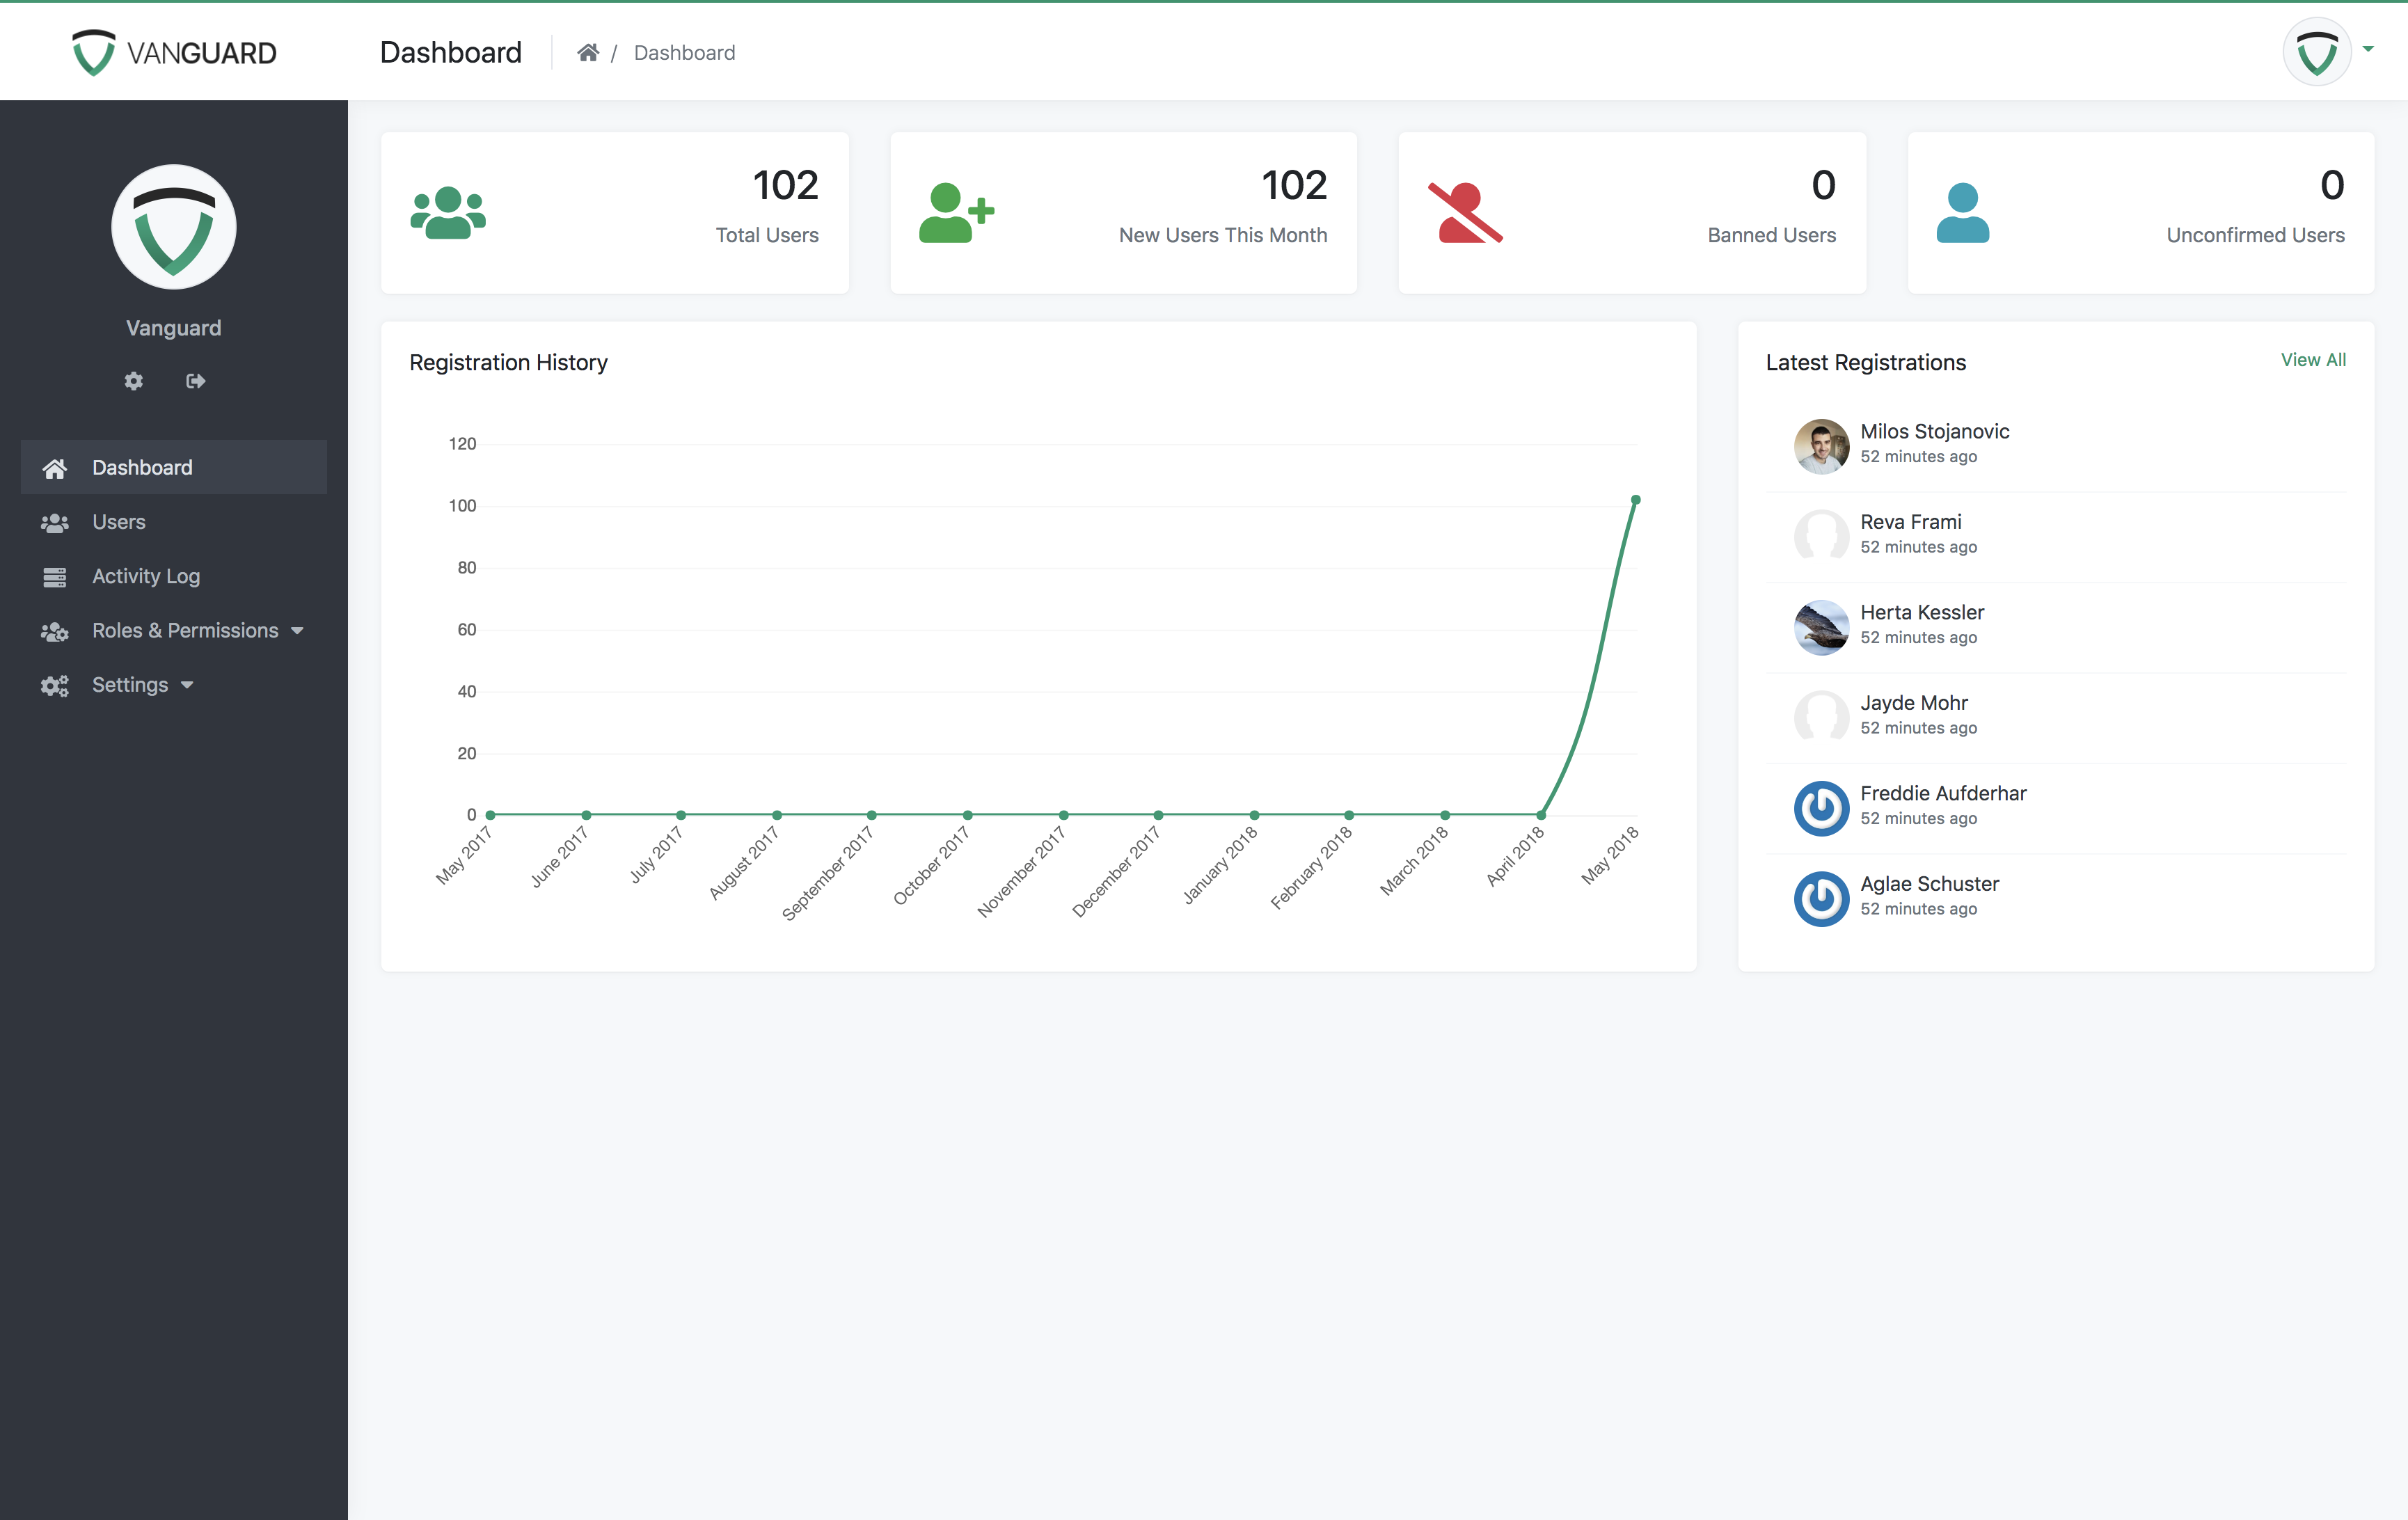 VANGUARD
Dashboard
/ Dashboard
Vanguard
Dashboard
Users
Activity Log
Roles & Permissions
Settings
102
Total Users
102
New Users This Month
0
Banned Users
0
Unconfirmed Users
Registration History
120
100
80
60
40
20
0
May 2017
June 2017
July 2017
August 2017
September 2017
October 2017
November 2017
December 2017
January 2018
February 2018
March 2018
April 2018
May 2018
Latest Registrations
View All
Milos Stojanovic
52 minutes ago
Reva Frami
52 minutes ago
Herta Kessler
52 minutes ago
Jayde Mohr
52 minutes ago
Freddie Aufderhar
52 minutes ago
Aglae Schuster
52 minutes ago